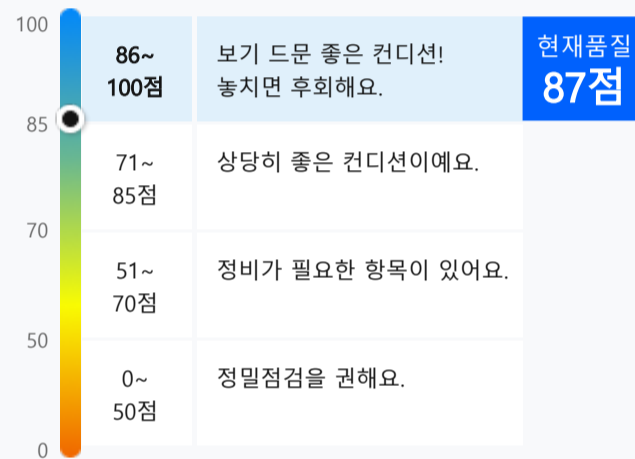 100
86~
100점
보기 드문 좋은 컨디션!
놓치면 후회해요.
현재품질
87점
85
71~
85점
상당히 좋은 컨디션이예요.
70
51~
70점
정비가 필요한 항목이 있어요.
50
0~
50점
정밀점검을 권해요.
0